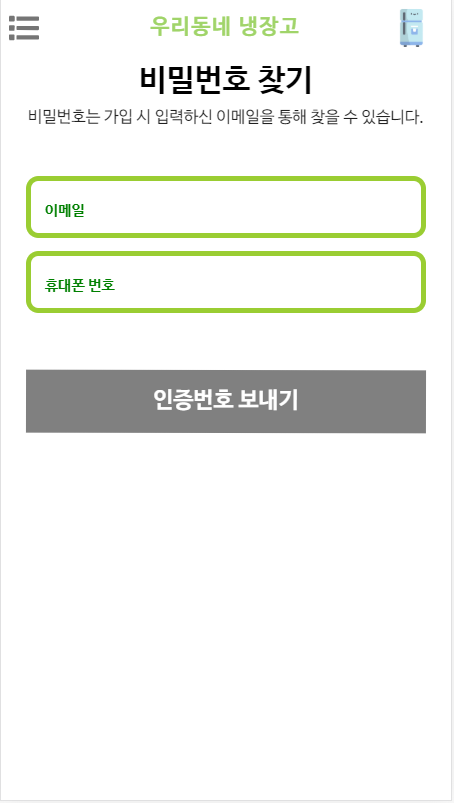 우리동네 냉장고
비밀번호 찾기
비밀번호는 가입 시 입력하신 이메일을 통해 찾을 수 있습니다.
이메일
휴대폰 번호
인증번호 보내기